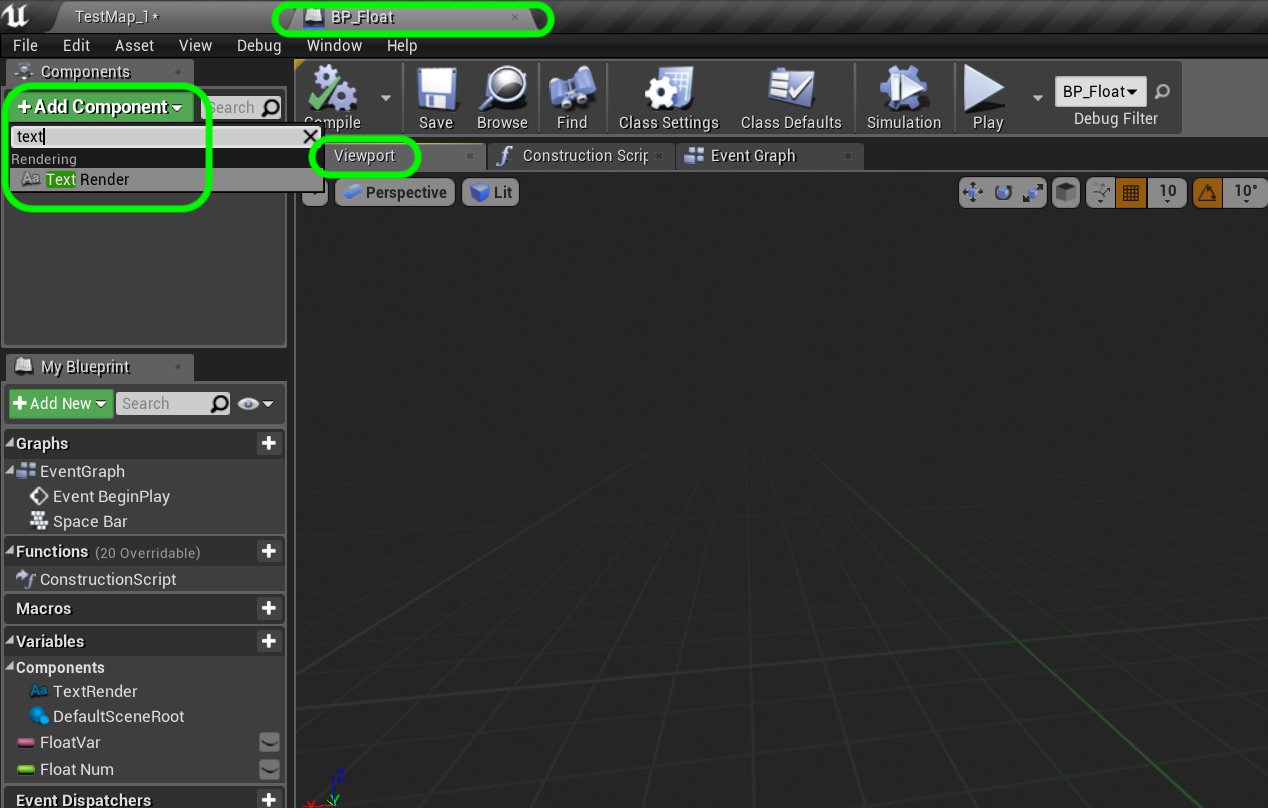 TestMap_1*
BP_Float
File Edit Asset View Debug Window Help
Components
+Add Component
Search
text
Rendering
Aa Text Render
Compile
Save
Browse
Find
Class Settings
Class Defaults
Simulation
Play
BP_Float
Debug Filter
Viewport
Construction Scrip
Event Graph
Perspective
Lit
10
10°
My Blueprint
+Add New
Search
Graphs
EventGraph
Event BeginPlay
Space Bar
Functions (20 Overridable)
ConstructionScript
Macros
Variables
Components
Aa TextRender
DefaultSceneRoot
FloatVar
Float Num
Event Dispatchers
Z
X
Y